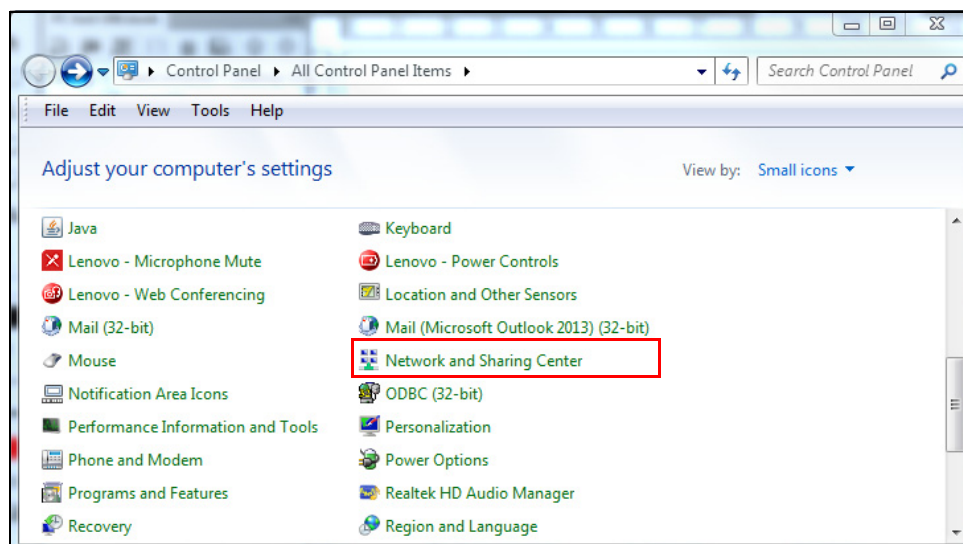 Control Panel All Control Panel Items Search Control Panel
File Edit View Tools Help
Adjust your computer's settings View by: Small icons
Java Keyboard
Lenovo - Microphone Mute Lenovo - Power Controls
Lenovo - Web Conferencing Location and Other Sensors
Mail (32-bit) Mail (Microsoft Outlook 2013) (32-bit)
Mouse Network and Sharing Center
Notification Area Icons ODBC (32-bit)
Performance Information and Tools Personalization
Phone and Modem Power Options
Programs and Features Realtek HD Audio Manager
Recovery Region and Language